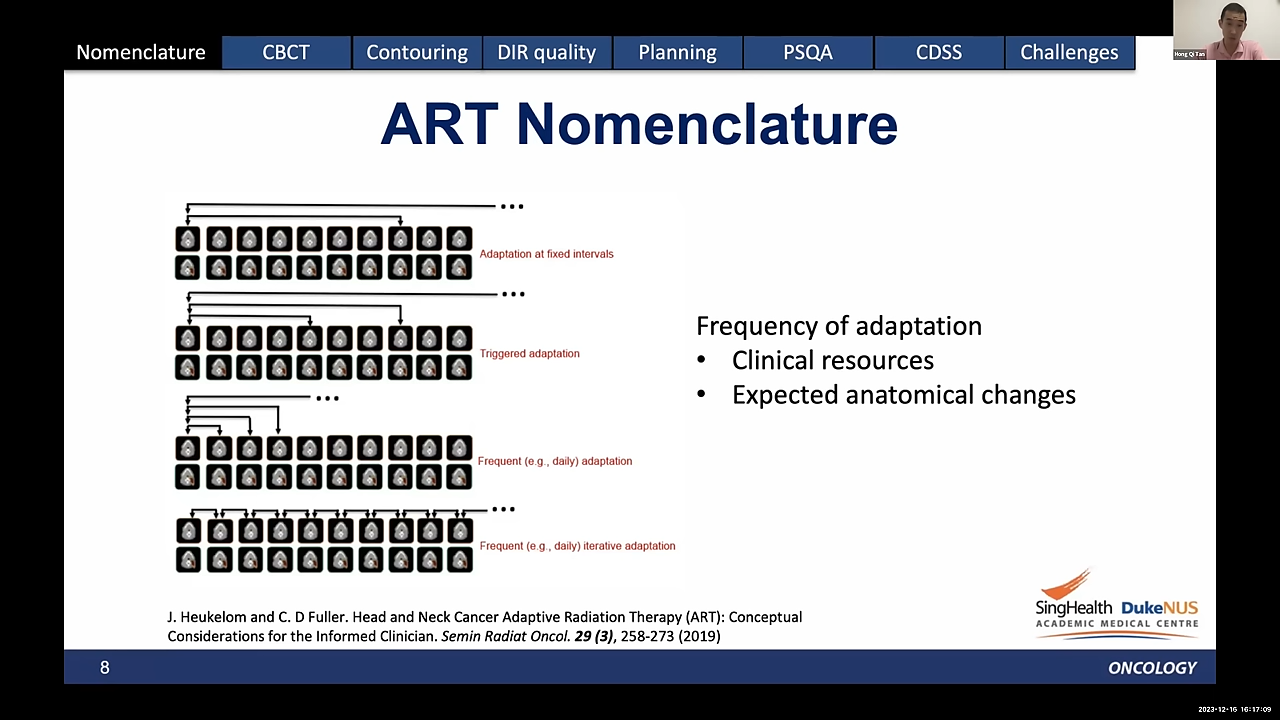 Nomenclature CBCT Contouring DIR quality Planning PSQA CDSS Challenges
Hong Qi Tan
ART Nomenclature
Adaptation at fixed intervals
Triggered adaptation
Frequent (e.g., daily) adaptation
Frequent (e.g., daily) iterative adaptation
Frequency of adaptation
• Clinical resources
• Expected anatomical changes
J. Heukelom and C. D Fuller. Head and Neck Cancer Adaptive Radiation Therapy (ART): Conceptual
Considerations for the Informed Clinician. Semin Radiat Oncol. 29 (3), 258-273 (2019)
SingHealth DukeNUS
ACADEMIC MEDICAL CENTRE
8
ONCOLOGY
2023-12-16 16:17:09